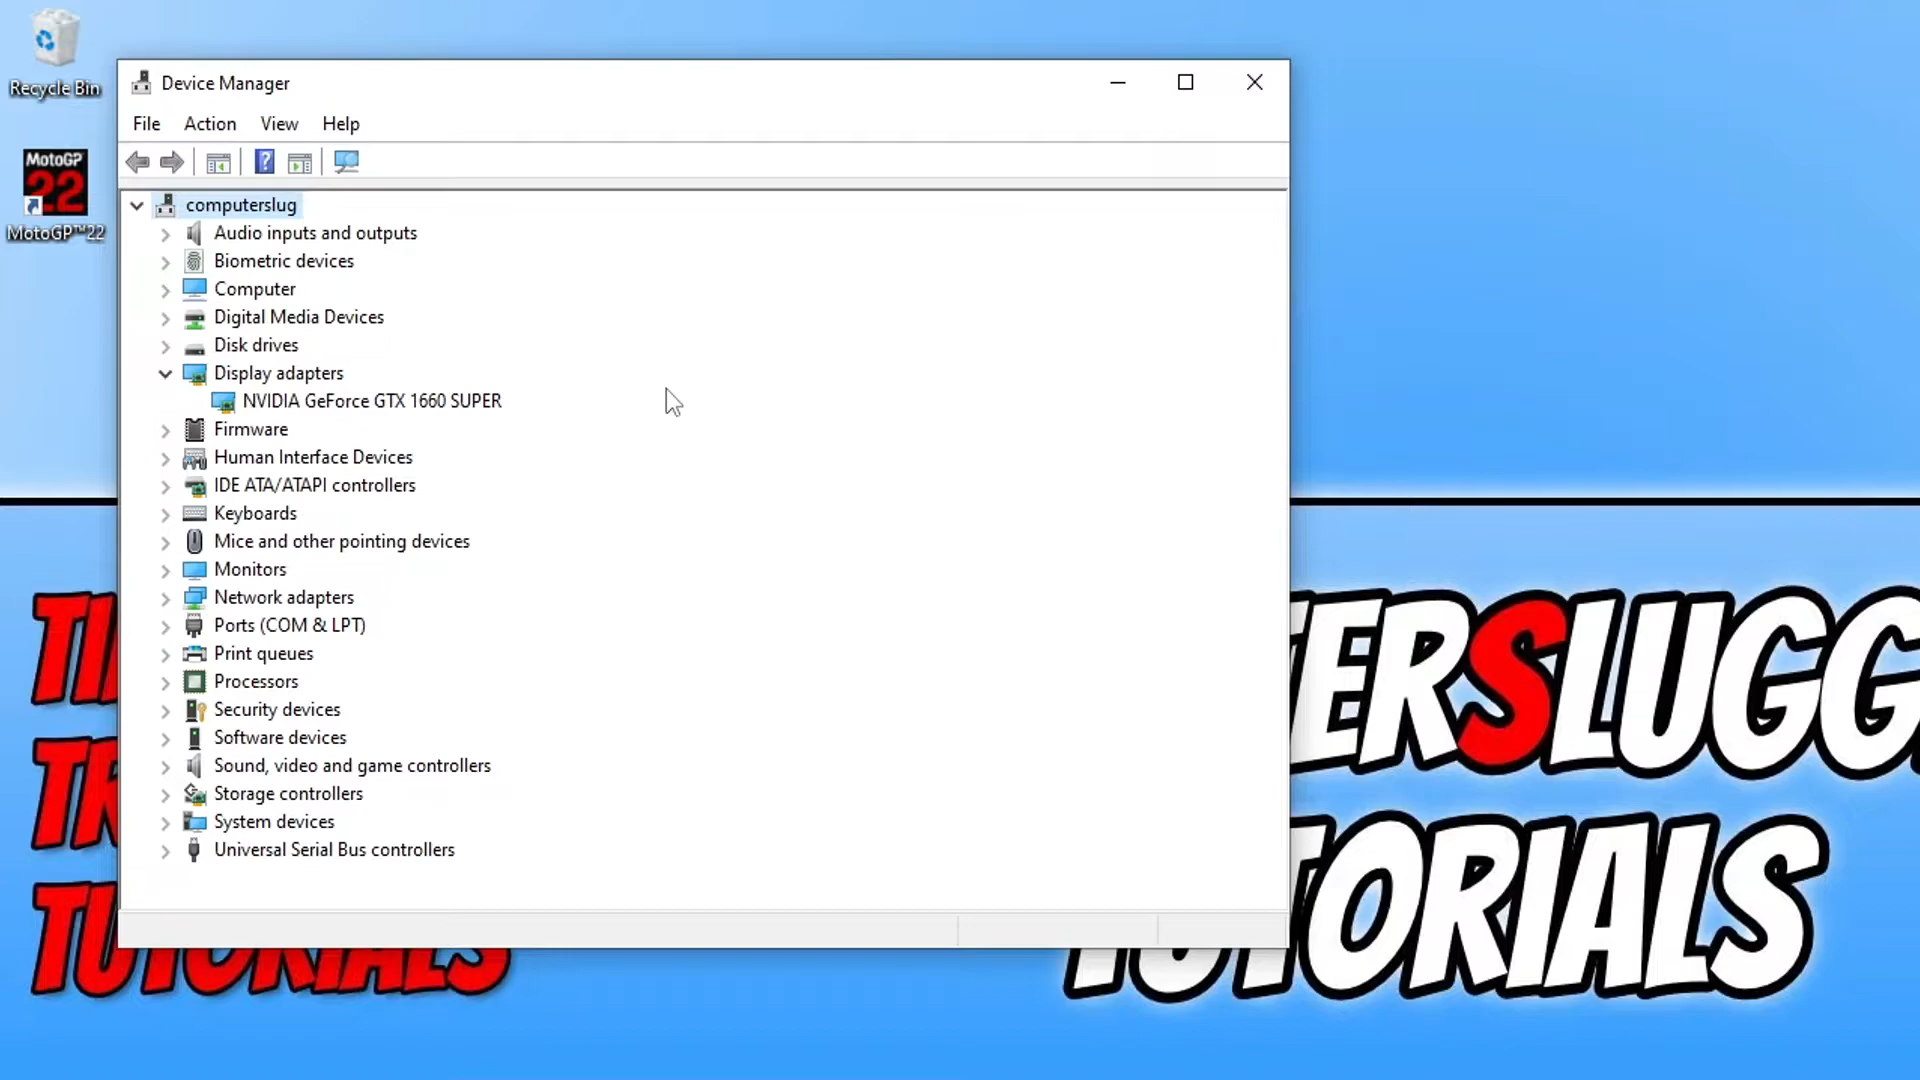 Recycle Bin
MotoGP
22
MotoGP™22
Device Manager
File Action View Help
computerslug
Audio inputs and outputs
Biometric devices
Computer
Digital Media Devices
Disk drives
Display adapters
NVIDIA GeForce GTX 1660 SUPER
Firmware
Human Interface Devices
IDE ATA/ATAPI controllers
Keyboards
Mice and other pointing devices
Monitors
Network adapters
Ports (COM & LPT)
Print queues
Processors
Security devices
Software devices
Sound, video and game controllers
Storage controllers
System devices
Universal Serial Bus controllers
TUTORIALS
ERSLUGG
TUTORIALS